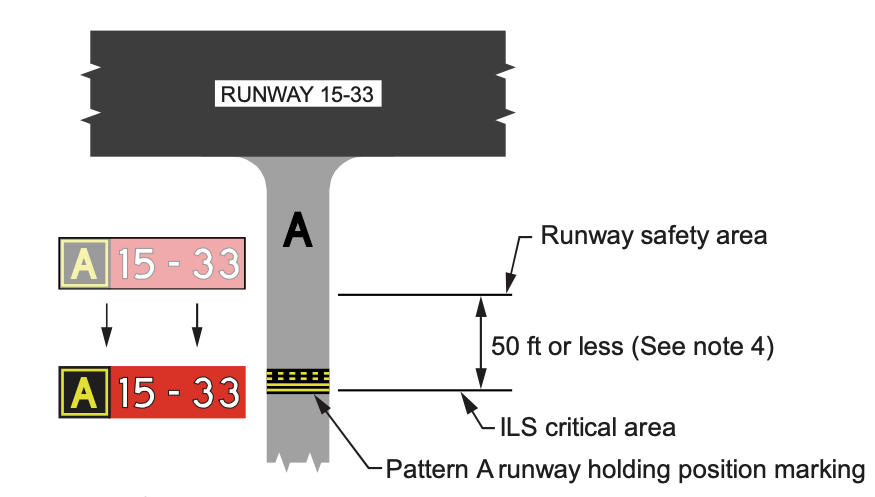 RUNWAY 15-33
A
Runway safety area
A 15 - 33
50 ft or less (See note 4)
A 15 - 33
ILS critical area
Pattern A runway holding position marking